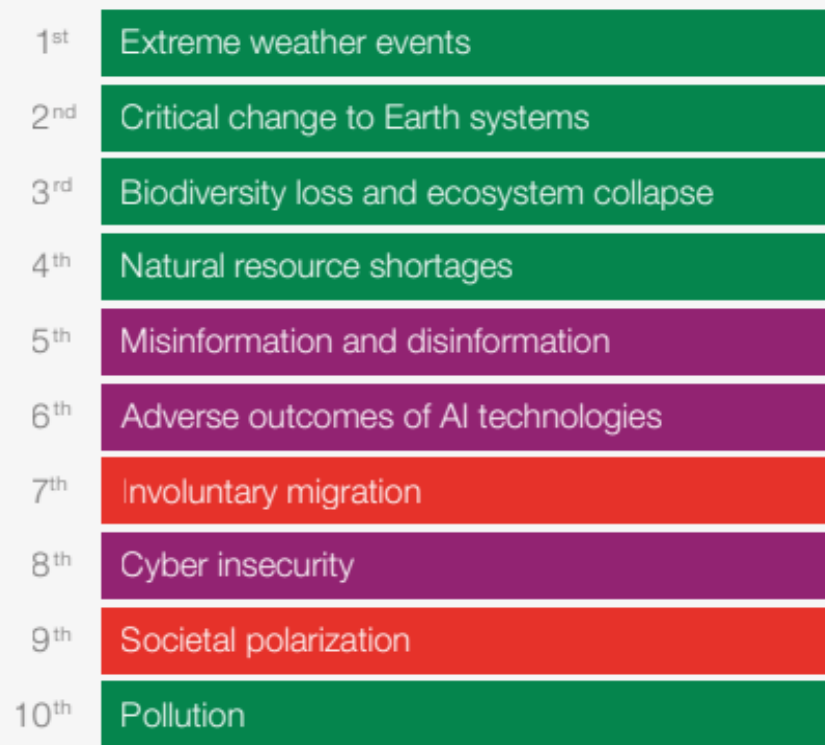 1st Extreme weather events
2nd Critical change to Earth systems
3rd Biodiversity loss and ecosystem collapse
4th Natural resource shortages
5th Misinformation and disinformation
6th Adverse outcomes of AI technologies
7th Involuntary migration
8th Cyber insecurity
9th Societal polarization
10th Pollution